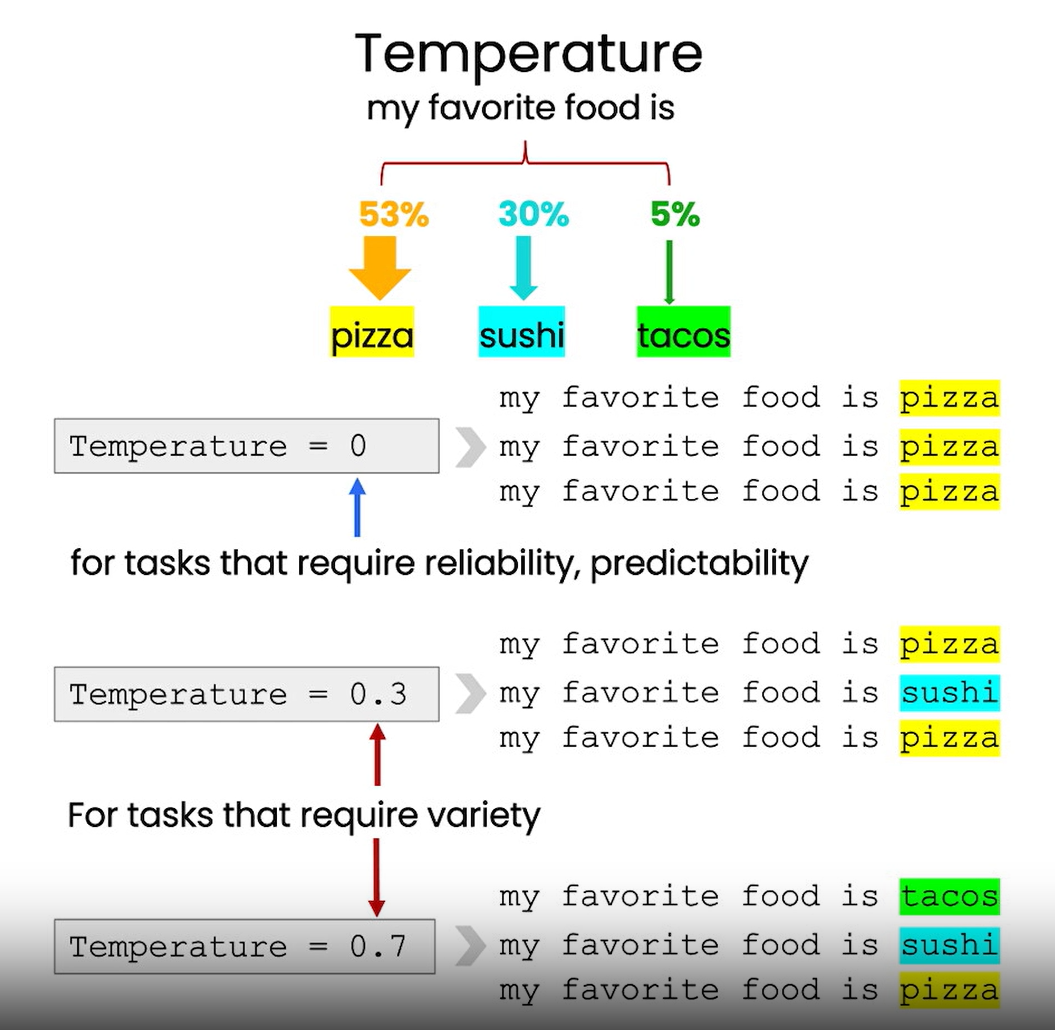 Temperature
my favorite food is
53% 30% 5%
pizza sushi tacos
my favorite food is pizza
Temperature = 0
my favorite food is pizza
my favorite food is pizza
for tasks that require reliability, predictability
my favorite food is pizza
Temperature = 0.3
my favorite food is sushi
my favorite food is pizza
For tasks that require variety
my favorite food is tacos
Temperature = 0.7
my favorite food is sushi
my favorite food is pizza